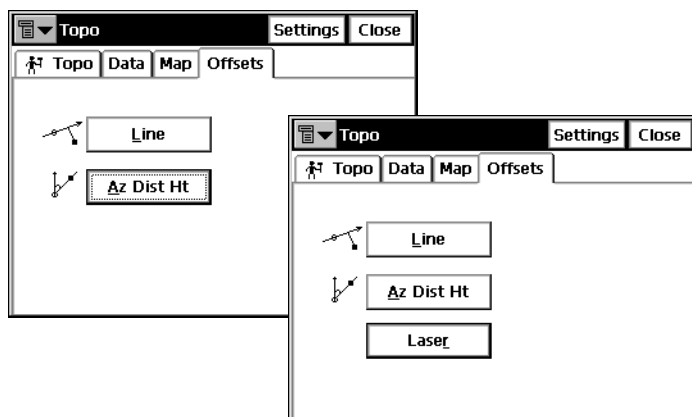 Topo Settings Close
Topo Data Map Offsets
Line
Az Dist Ht
Topo Settings Close
Topo Data Map Offsets
Line
Az Dist Ht
Laser